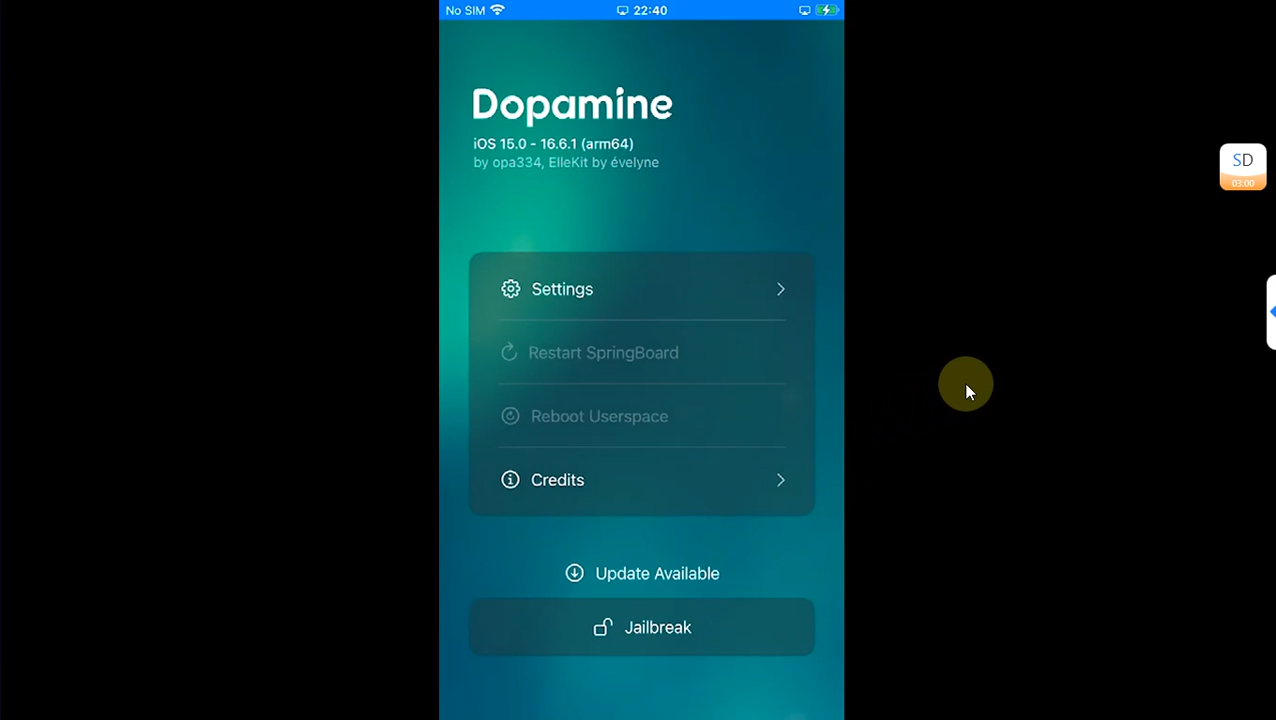 No SIM 22:40
Dopamine
iOS 15.0 - 16.6.1 (arm64)
by opa334, ElleKit by évelyne
Settings
Restart SpringBoard
Reboot Userspace
Credits
Update Available
Jailbreak
SD
03:00